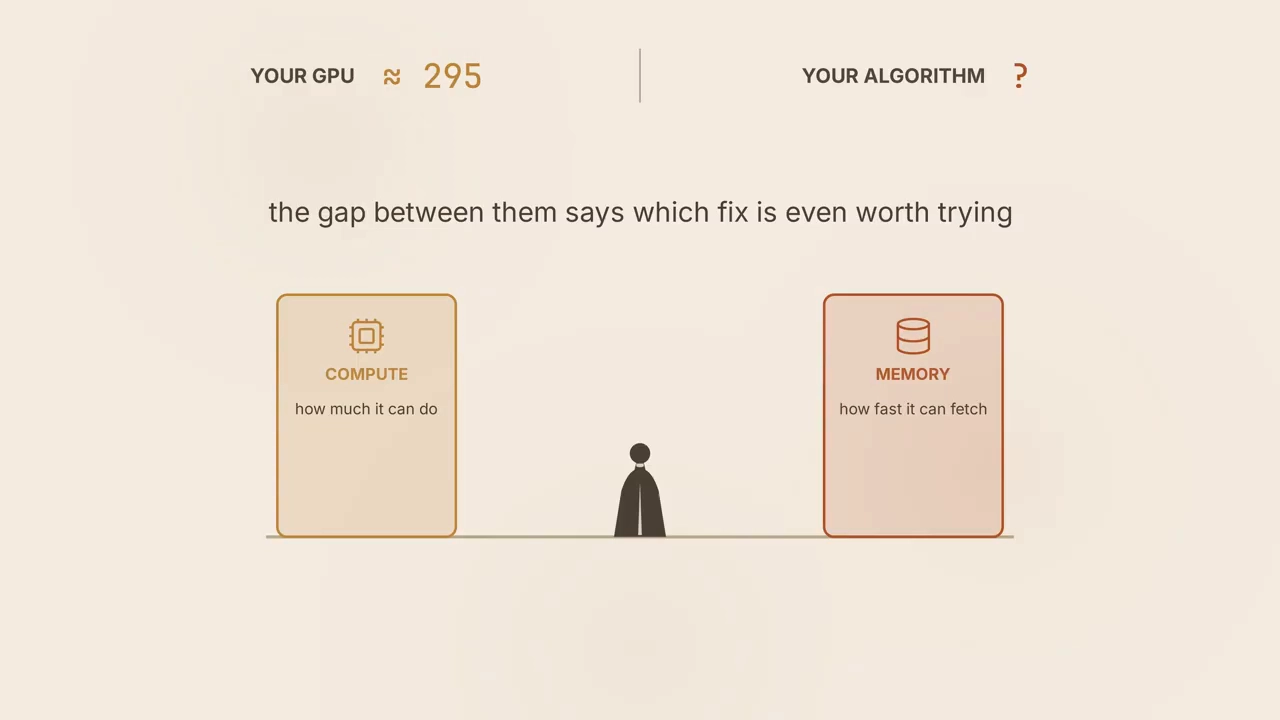 YOUR GPU ≈ 295
YOUR ALGORITHM ?
the gap between them says which fix is even worth trying
COMPUTE
how much it can do
MEMORY
how fast it can fetch